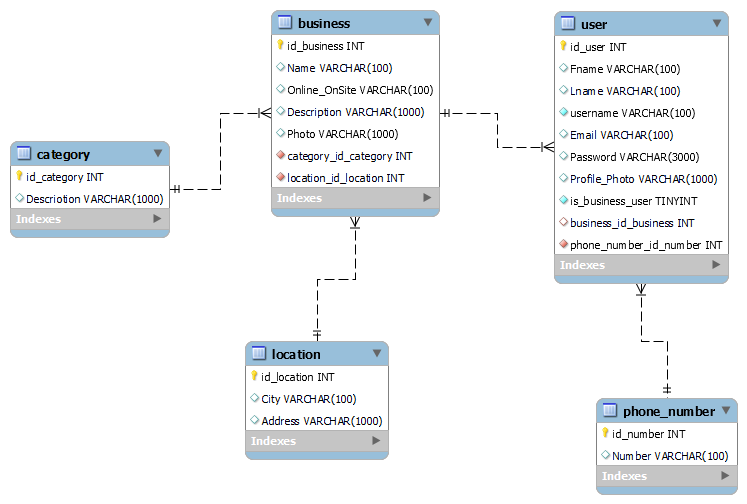 business
id_business INT
Name VARCHAR(100)
Online_OnSite VARCHAR(100)
Description VARCHAR(1000)
Photo VARCHAR(1000)
category_id_category INT
location_id_location INT
Indexes
user
id_user INT
Fname VARCHAR(100)
Lname VARCHAR(100)
username VARCHAR(100)
Email VARCHAR(100)
Password VARCHAR(3000)
Profile_Photo VARCHAR(1000)
is_business_user TINYINT
business_id_business INT
phone_number_id_number INT
Indexes
category
id_category INT
Descriotion VARCHAR(1000)
Indexes
location
id_location INT
City VARCHAR(100)
Address VARCHAR(1000)
Indexes
phone_number
id_number INT
Number VARCHAR(100)
Indexes